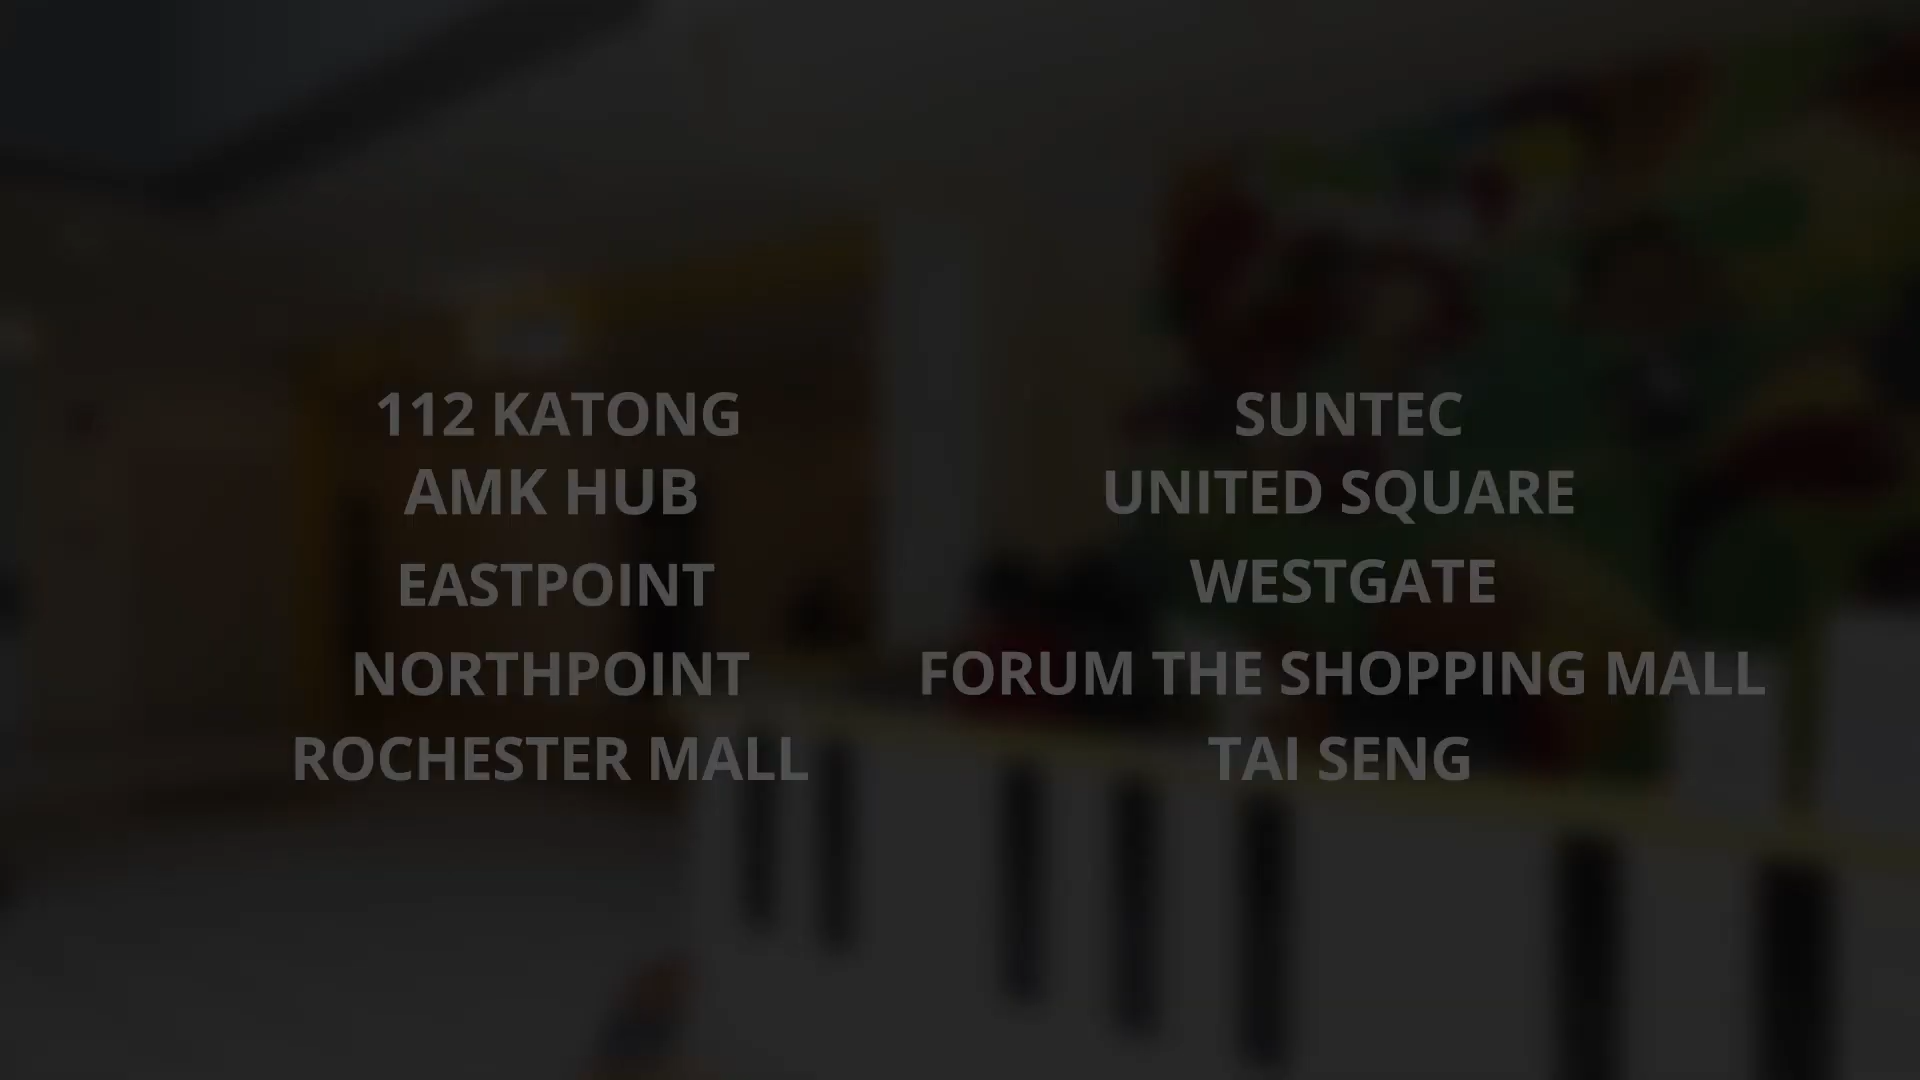 112 KATONG
AMK HUB
EASTPOINT
NORTHPOINT
ROCHESTER MALL
SUNTEC
UNITED SQUARE
WESTGATE
FORUM THE SHOPPING MALL
TAI SENG